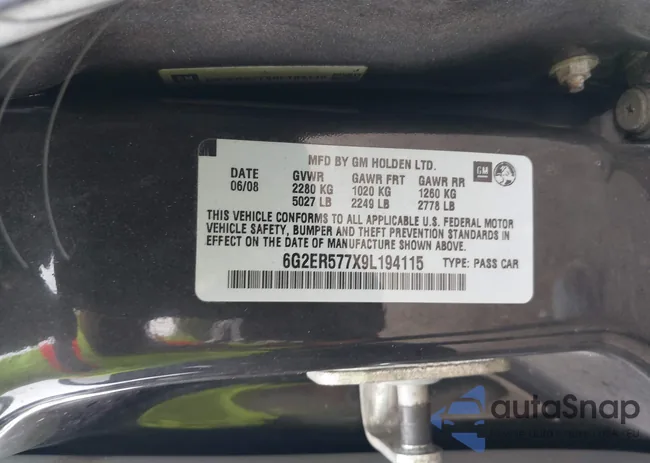 MFD BY GM HOLDEN LTD.
DATE GVWR GAWR FRT GAWR RR
06/08 2280 KG 1020 KG 1260 KG
5027 LB 2249 LB 2778 LB
GM
THIS VEHICLE CONFORMS TO ALL APPLICABLE U.S. FEDERAL MOTOR
VEHICLE SAFETY, BUMPER AND THEFT PREVENTION STANDARDS IN
EFFECT ON THE DATE OF MANUFACTURE SHOWN ABOVE.
6G2ER577X9L194115 TYPE: PASS CAR
autoSnap